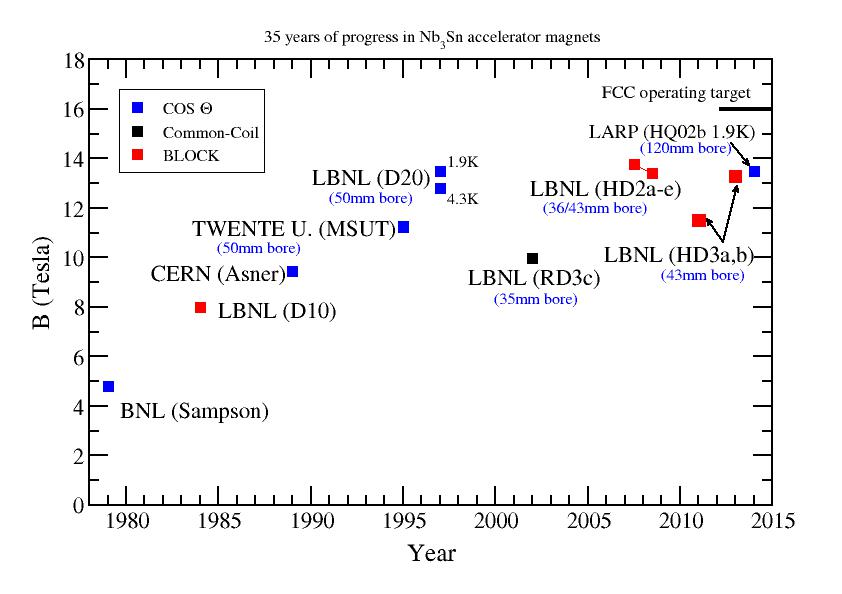 35 years of progress in Nb3Sn accelerator magnets
18
16
14
12
10
8
6
4
2
0
B (Tesla)
COS Θ
Common-Coil
BLOCK
FCC operating target
LARP (HQ02b 1.9K)
(120mm bore)
1.9K
LBNL (D20)
4.3K
(50mm bore)
LBNL (HD2a-e)
(36/43mm bore)
TWENTE U. (MSUT)
(50mm bore)
LBNL (HD3a,b)
(43mm bore)
CERN (Asner)
LBNL (RD3c)
(35mm bore)
LBNL (D10)
BNL (Sampson)
1980 1985 1990 1995 2000 2005 2010 2015
Year